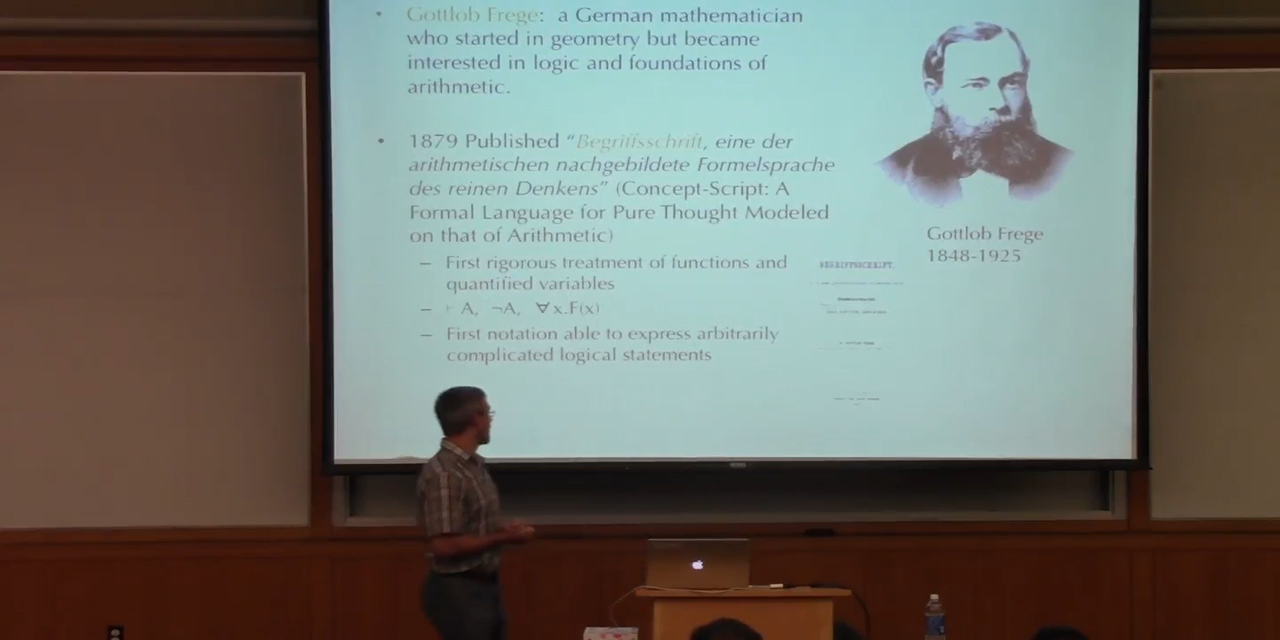 • Gottlob Frege: a German mathematician
who started in geometry but became
interested in logic and foundations of
arithmetic.
• 1879 Published “Begriffsschrift, eine der
arithmetischen nachgebildete Formelsprache
des reinen Denkens” (Concept-Script: A
Formal Language for Pure Thought Modeled
on that of Arithmetic)
– First rigorous treatment of functions and
quantified variables
– ⊢ A, ¬A, ∀x.F(x)
– First notation able to express arbitrarily
complicated logical statements
Gottlob Frege
1848-1925
BEGRIFFSSCHRIFT,